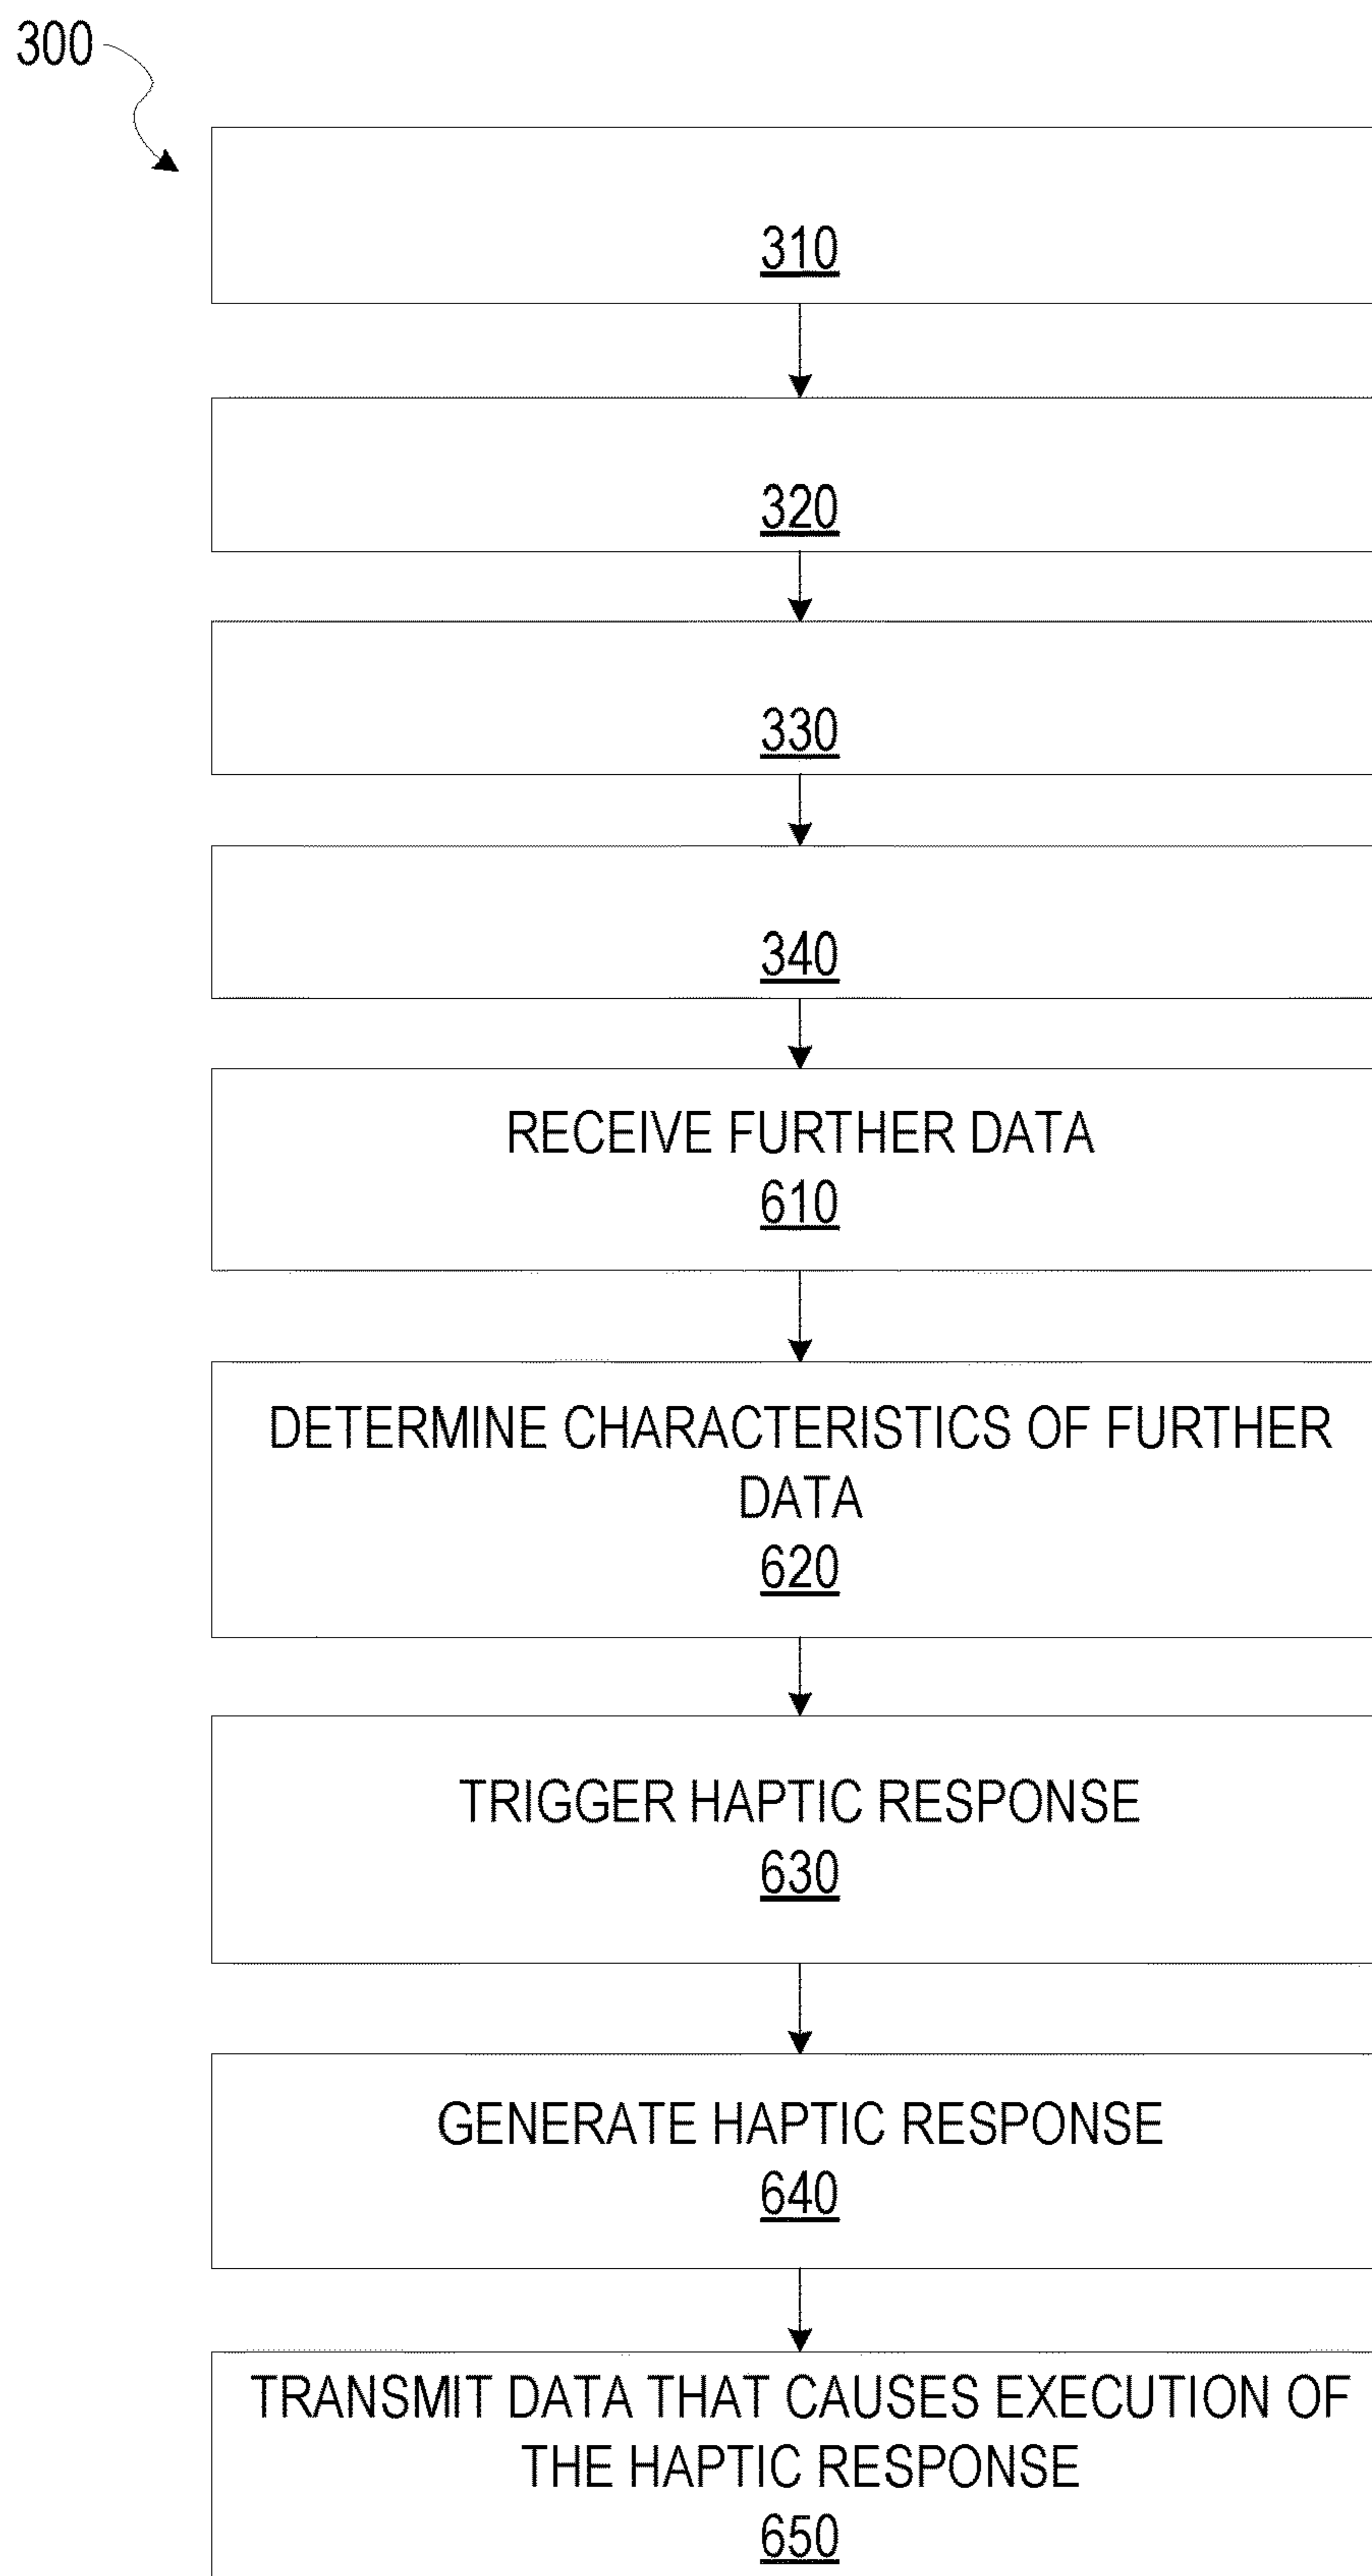 300
310
320
330
340
RECEIVE FURTHER DATA
610
DETERMINE CHARACTERISTICS OF FURTHER
DATA
620
TRIGGER HAPTIC RESPONSE
630
GENERATE HAPTIC RESPONSE
640
TRANSMIT DATA THAT CAUSES EXECUTION OF
THE HAPTIC RESPONSE
650